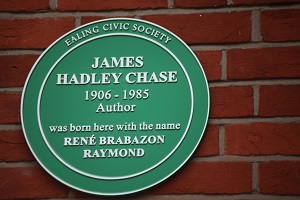 EALING CIVIC SOCIETY
JAMES
HADLEY CHASE
1906 - 1985
Author
was born here with the name
RENÉ BRABAZON
RAYMOND